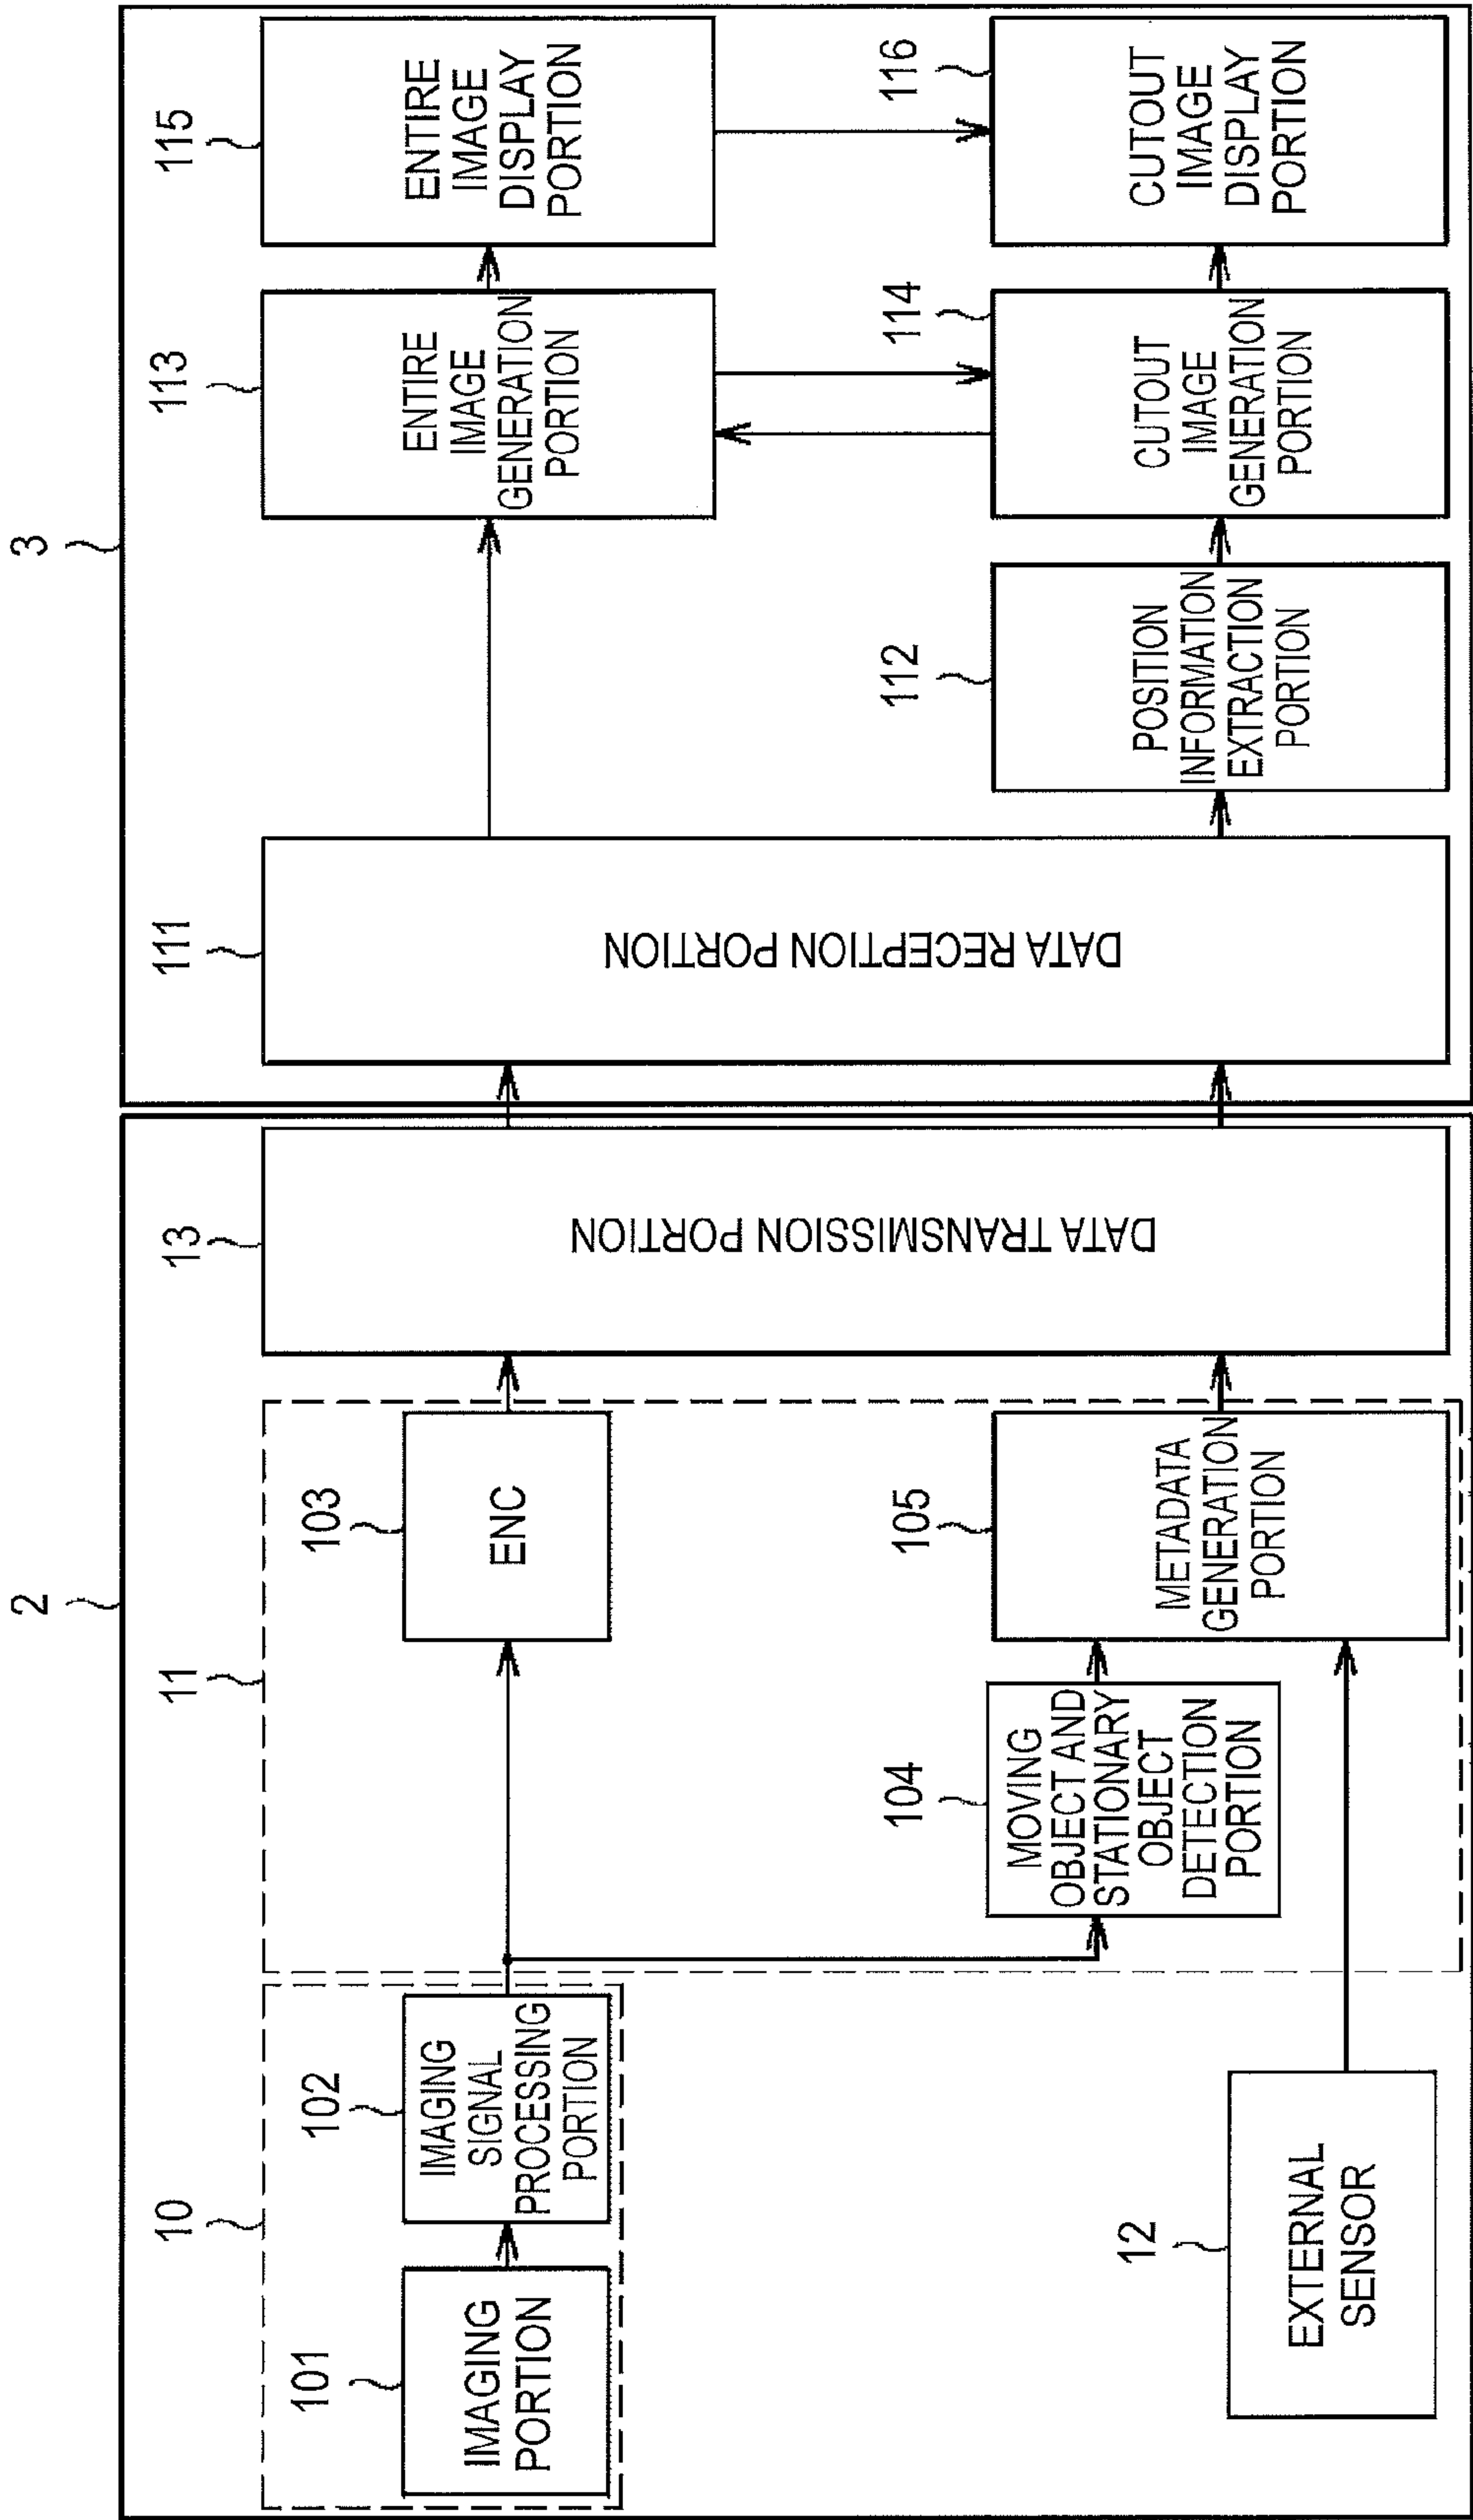 2
3
10
11
13
111
113
115
101
102
103
IMAGING
PORTION
IMAGING
SIGNAL
PROCESSING
PORTION
ENC
DATA TRANSMISSION PORTION
DATA RECEPTION PORTION
ENTIRE
IMAGE
GENERATION
PORTION
ENTIRE
IMAGE
DISPLAY
PORTION
12
EXTERNAL
SENSOR
104
MOVING
OBJECT AND
STATIONARY
OBJECT
DETECTION
PORTION
105
METADATA
GENERATION
PORTION
112
POSITION
INFORMATION
EXTRACTION
PORTION
114
CUTOUT
IMAGE
GENERATION
PORTION
116
CUTOUT
IMAGE
DISPLAY
PORTION